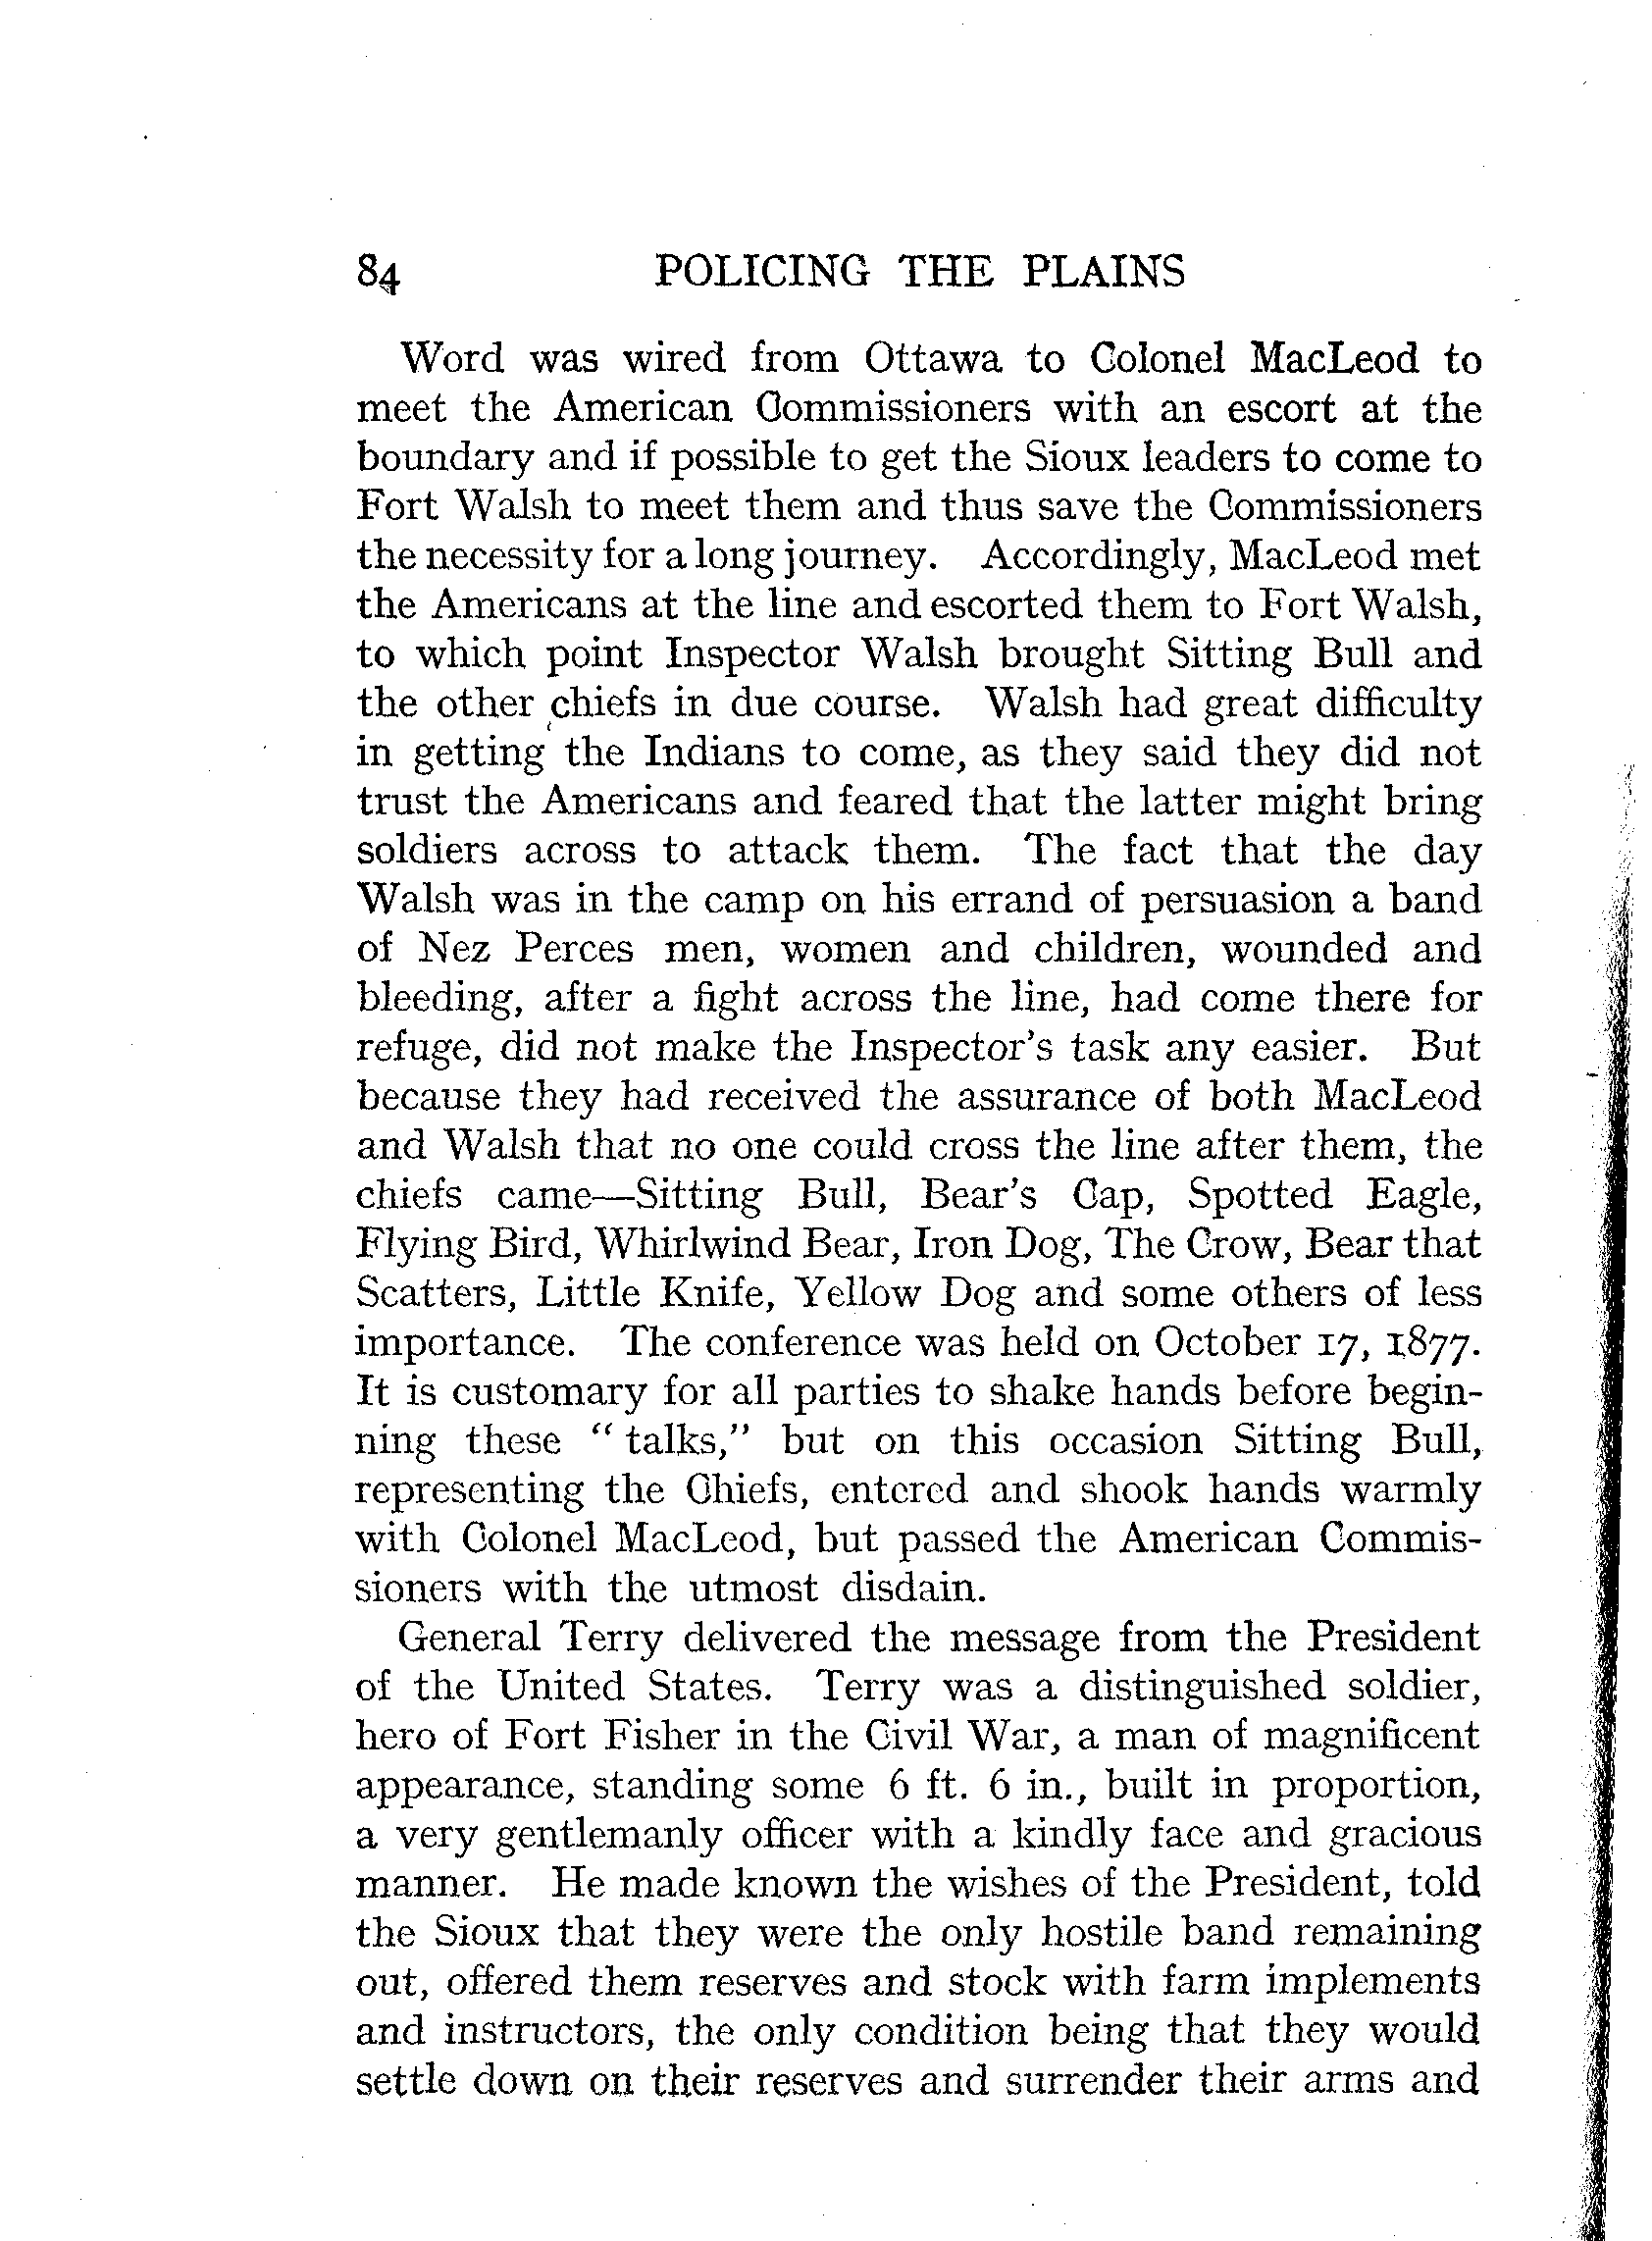 84 POLICING THE PLAINS
Word was wired from Ottawa to Colonel MacLeod to
meet the American Commissioners with an escort at the
boundary and if possible to get the Sioux leaders to come to
Fort Walsh to meet them and thus save the Commissioners
the necessity for a long journey. Accordingly, MacLeod met
the Americans at the line and escorted them to Fort Walsh,
to which point Inspector Walsh brought Sitting Bull and
the other chiefs in due course. Walsh had great difficulty
in getting the Indians to come, as they said they did not
trust the Americans and feared that the latter might bring
soldiers across to attack them. The fact that the day
Walsh was in the camp on his errand of persuasion a band
of Nez Perces men, women and children, wounded and
bleeding, after a fight across the line, had come there for
refuge, did not make the Inspector's task any easier. But
because they had received the assurance of both MacLeod
and Walsh that no one could cross the line after them, the
chiefs came—Sitting Bull, Bear's Cap, Spotted Eagle,
Flying Bird, Whirlwind Bear, Iron Dog, The Crow, Bear that
Scatters, Little Knife, Yellow Dog and some others of less
importance. The conference was held on October 17, 1877.
It is customary for all parties to shake hands before begin-
ning these “ talks,” but on this occasion Sitting Bull,
representing the Chiefs, entered and shook hands warmly
with Colonel MacLeod, but passed the American Commis-
sioners with the utmost disdain.
General Terry delivered the message from the President
of the United States. Terry was a distinguished soldier,
hero of Fort Fisher in the Civil War, a man of magnificent
appearance, standing some 6 ft. 6 in., built in proportion,
a very gentlemanly officer with a kindly face and gracious
manner. He made known the wishes of the President, told
the Sioux that they were the only hostile band remaining
out, offered them reserves and stock with farm implements
and instructors, the only condition being that they would
settle down on their reserves and surrender their arms and